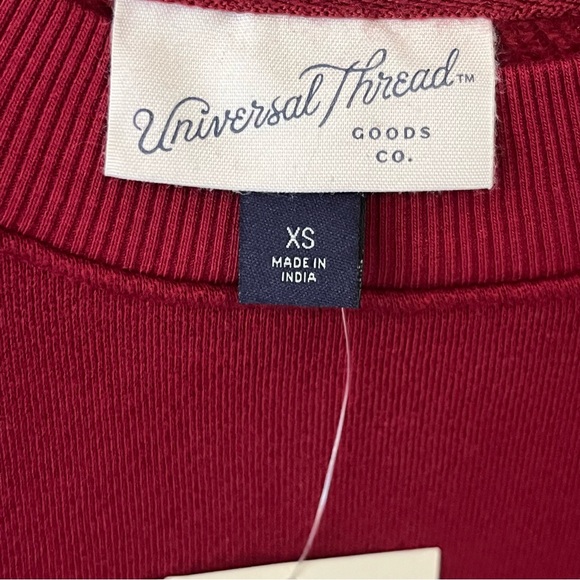 Universal Thread™
GOODS
CO.
XS
MADE IN
INDIA